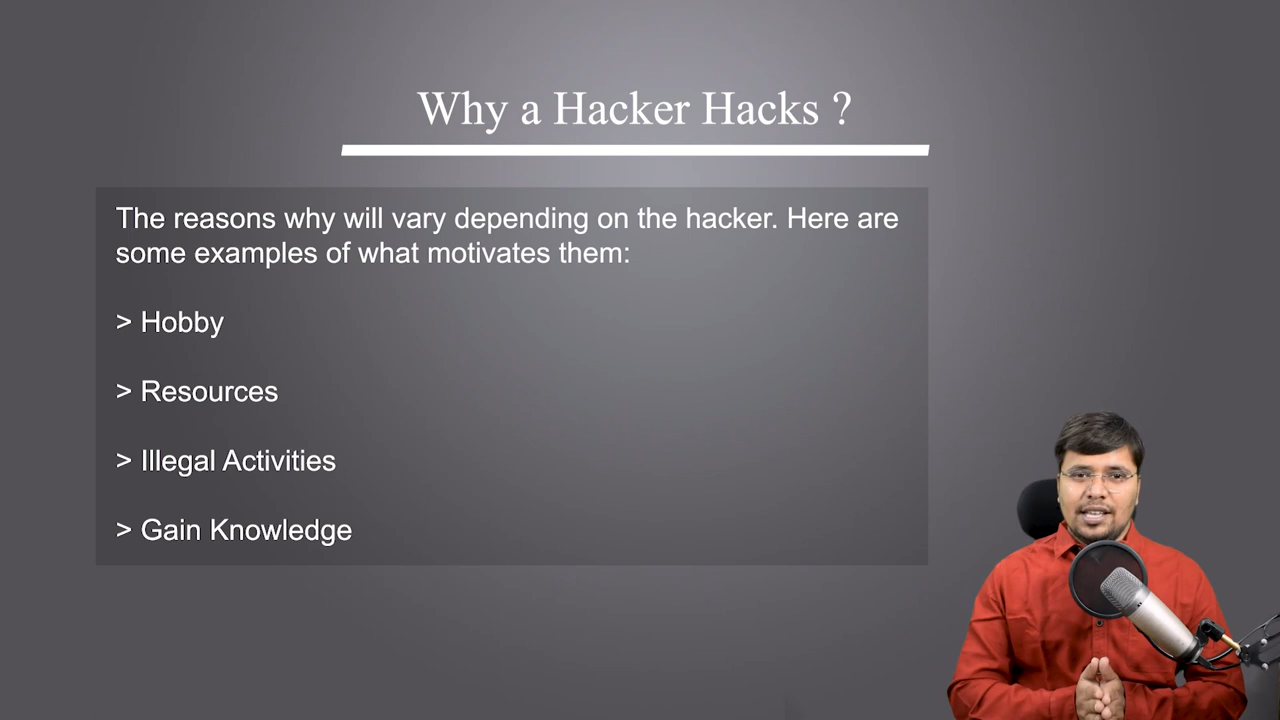 Why a Hacker Hacks ?
The reasons why will vary depending on the hacker. Here are
some examples of what motivates them:
> Hobby
> Resources
> Illegal Activities
> Gain Knowledge